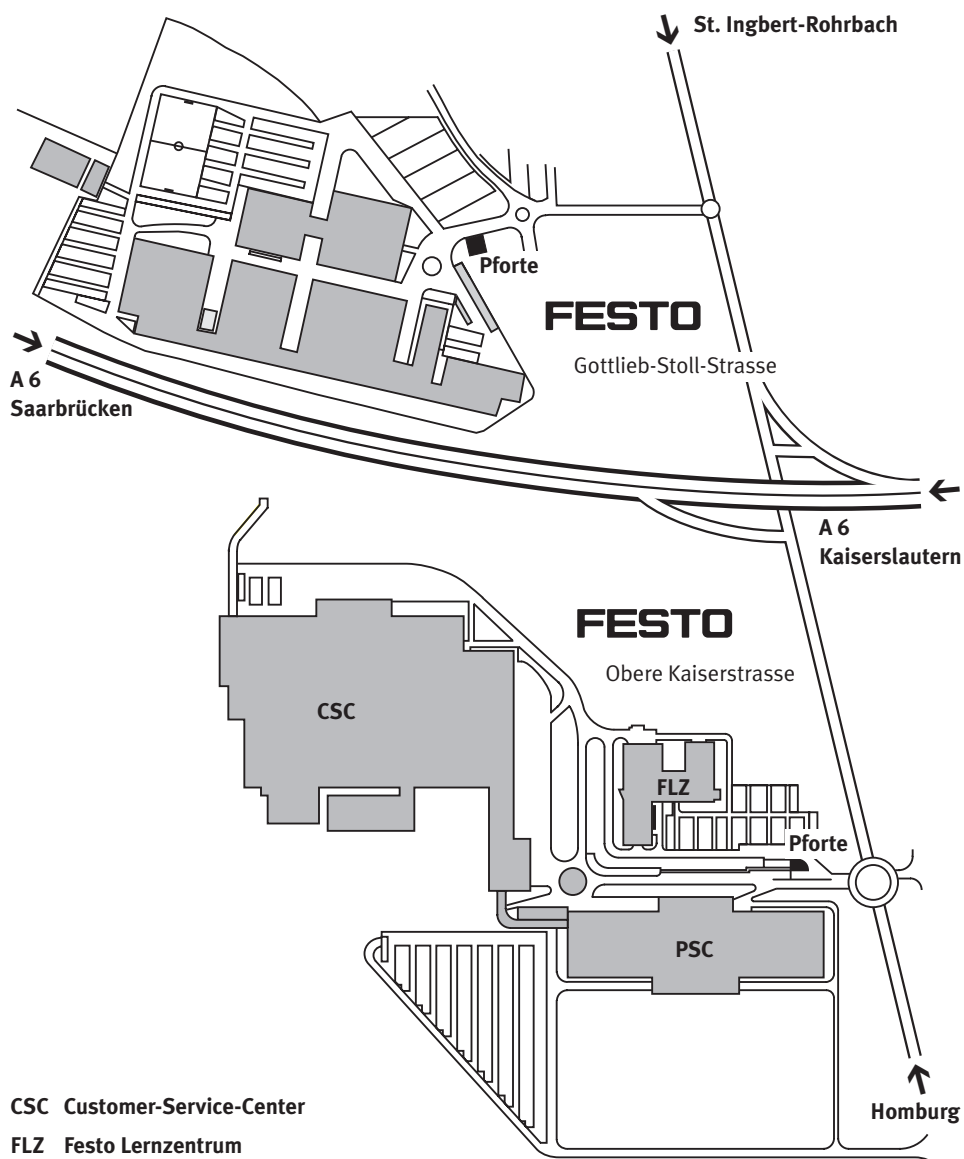 St. Ingbert-Rohrbach
Pforte
FESTO
Gottlieb-Stoll-Strasse
A 6
Saarbrücken
A 6
Kaiserslautern
FESTO
Obere Kaiserstrasse
CSC
FLZ
Pforte
PSC
Homburg
CSC Customer-Service-Center
FLZ Festo Lernzentrum